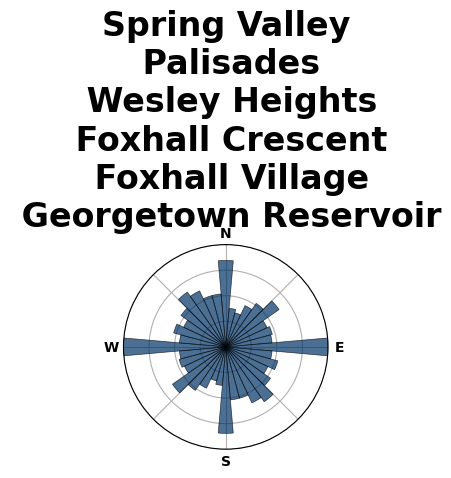 Spring Valley
Palisades
Wesley Heights
Foxhall Crescent
Foxhall Village
Georgetown Reservoir
N
W
E
S